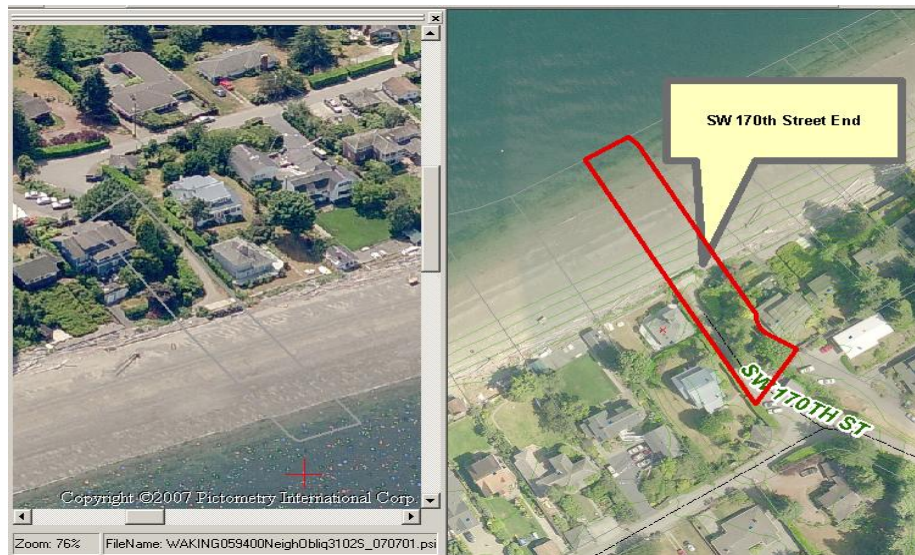 Copyright ©2007 Pictometry International Corp.
Zoom: 76%
FileName: WAKING059400NeighObliq3102S_070701.psi
SW 170th Street End
SW 170TH ST